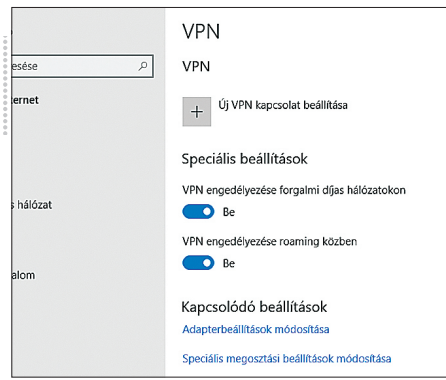 VPN
VPN
esése
ernet
Új VPN kapcsolat beállítása
Speciális beállítások
VPN engedélyezése forgalmi díjas hálózatokon
Be
s hálózat
VPN engedélyezése roaming közben
Be
alom
Kapcsolódó beállítások
Adapterbeállítások módosítása
Speciális megosztási beállítások módosítása